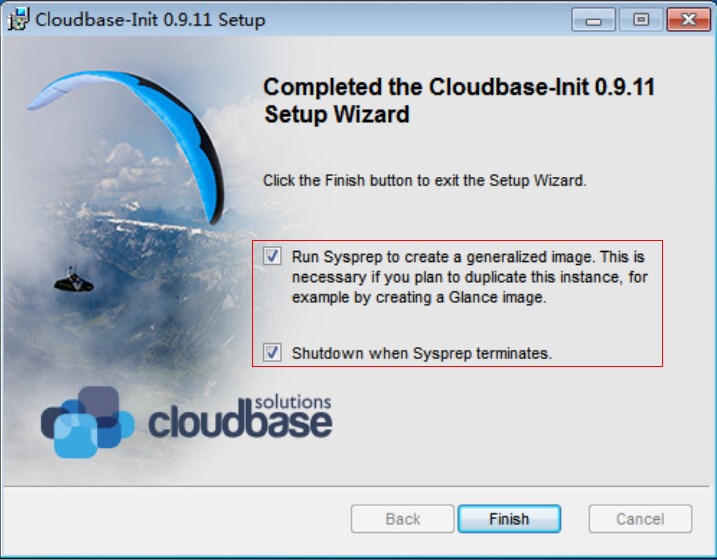 Cloudbase-Init 0.9.11 Setup
Completed the Cloudbase-Init 0.9.11
Setup Wizard
Click the Finish button to exit the Setup Wizard.
Run Sysprep to create a generalized image. This is
necessary if you plan to duplicate this instance, for
example by creating a Glance image.
Shutdown when Sysprep terminates.
solutions
cloudbase
Back
Finish
Cancel